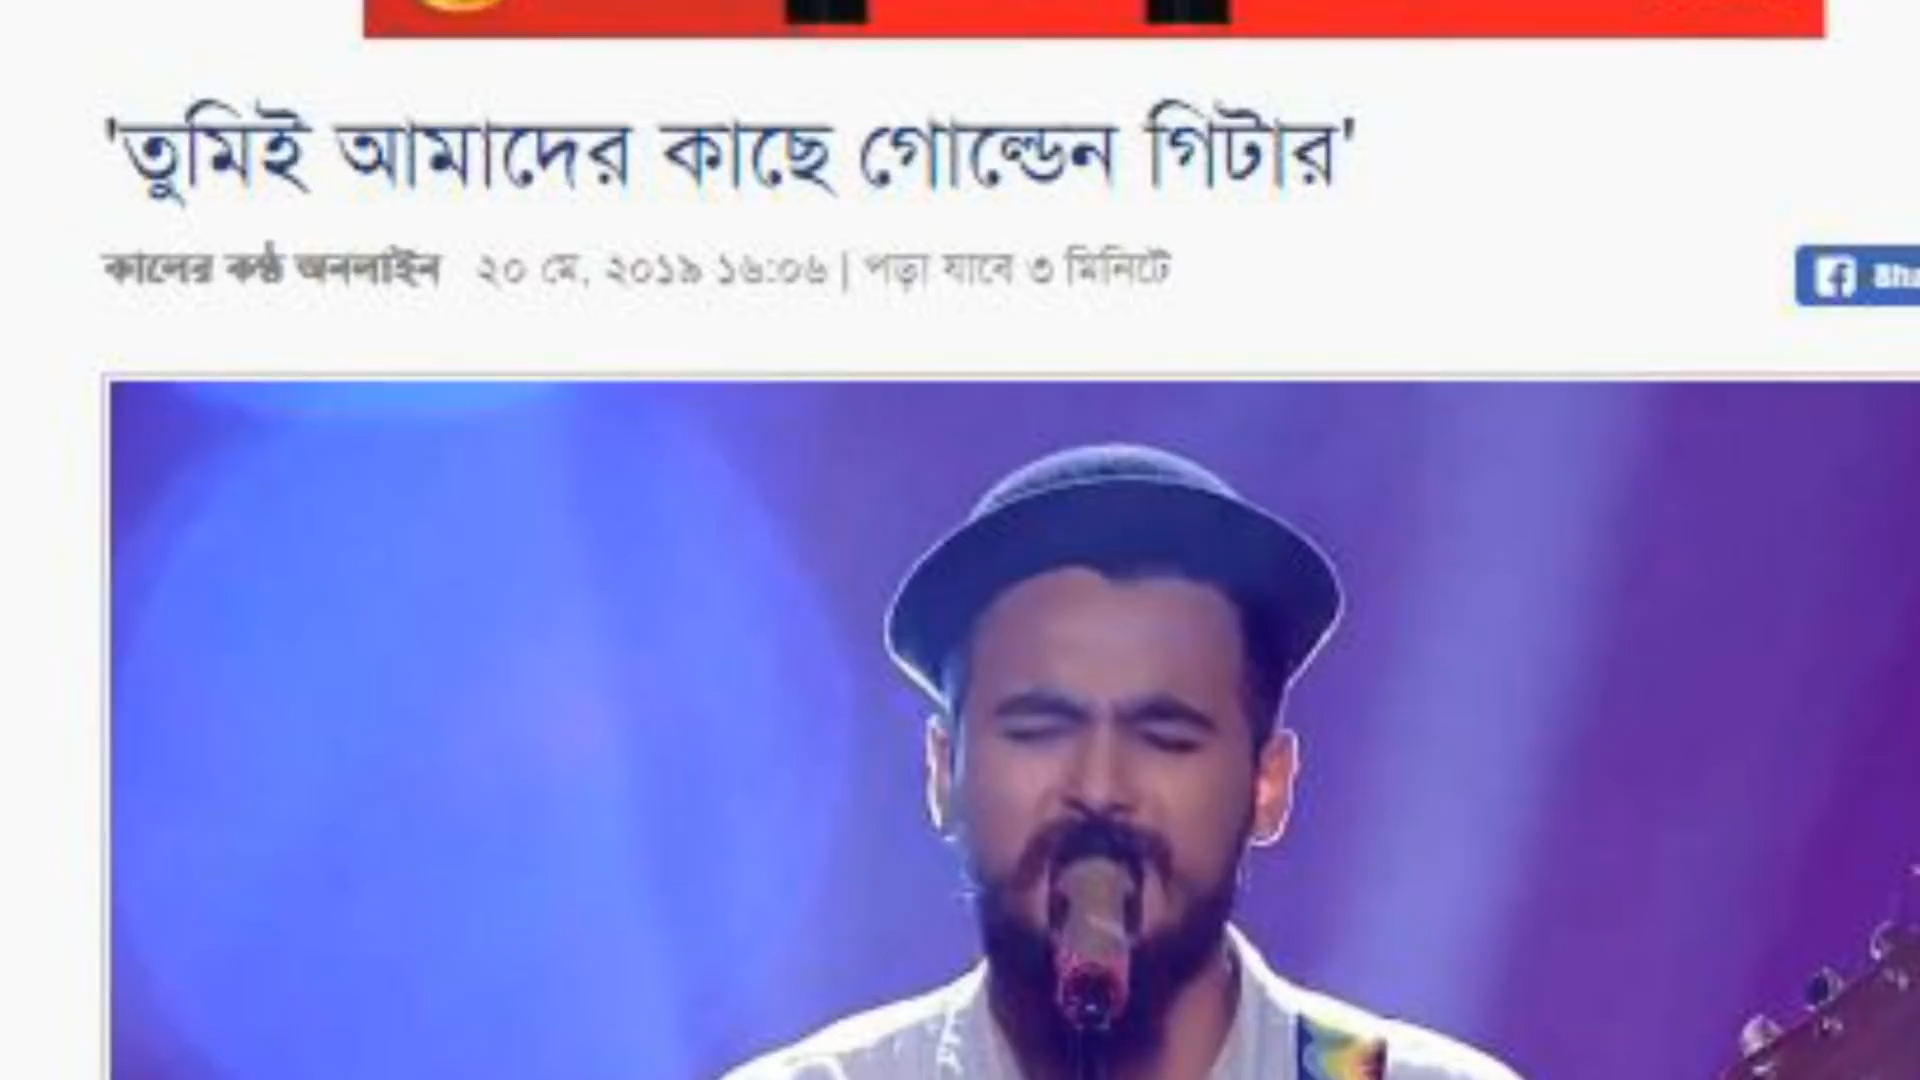 'তুমিই আমাদের কাছে গোল্ডেন গিটার'
কালের কণ্ঠ অনলাইন ২০ মে, ২০১৯ ১৬:০৬ | পড়া যাবে ৩ মিনিটে